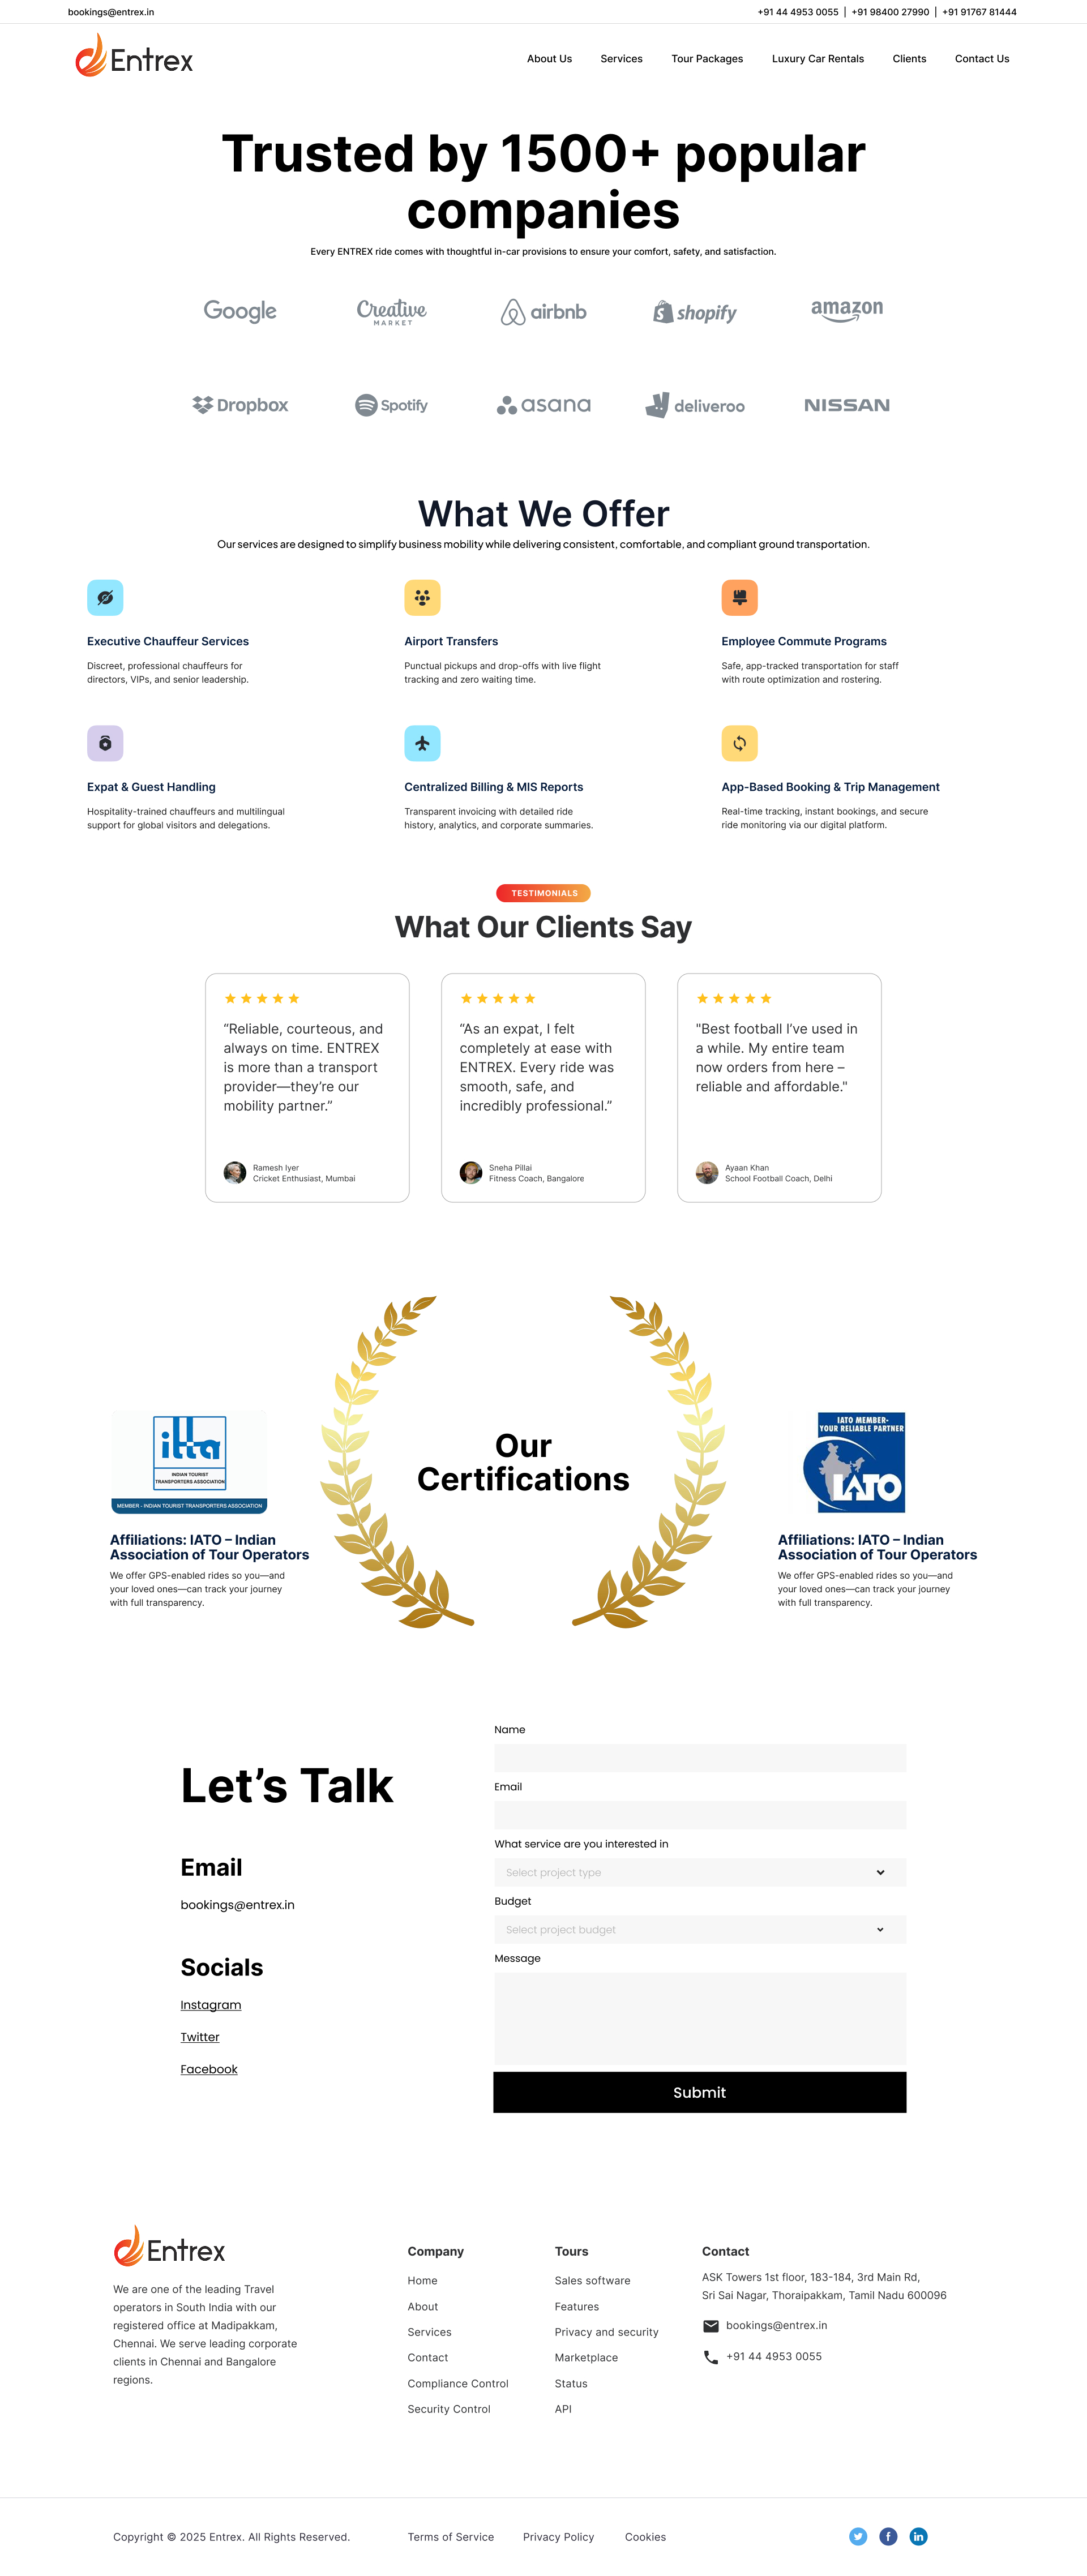 bookings@entrex.in
+91 44 4953 0055 | +91 98400 27990 | +91 91767 81444
Entrex
About Us
Services
Tour Packages
Luxury Car Rentals
Clients
Contact Us
Trusted by 1500+ popular
companies
Every ENTREX ride comes with thoughtful in-car provisions to ensure your comfort, safety, and satisfaction.
Google
Creative
MARKET
airbnb
shopify
amazon
Dropbox
Spotify
asana
deliveroo
NISSAN
What We Offer
Our services are designed to simplify business mobility while delivering consistent, comfortable, and compliant ground transportation.
Executive Chauffeur Services
Discreet, professional chauffeurs for
directors, VIPs, and senior leadership.
Airport Transfers
Punctual pickups and drop-offs with live flight
tracking and zero waiting time.
Employee Commute Programs
Safe, app-tracked transportation for staff
with route optimization and rostering.
Expat & Guest Handling
Hospitality-trained chauffeurs and multilingual
support for global visitors and delegations.
Centralized Billing & MIS Reports
Transparent invoicing with detailed ride
history, analytics, and corporate summaries.
App-Based Booking & Trip Management
Real-time tracking, instant bookings, and secure
ride monitoring via our digital platform.
TESTIMONIALS
What Our Clients Say
“Reliable, courteous, and
always on time. ENTREX
is more than a transport
provider—they’re our
mobility partner.”
Ramesh Iyer
Cricket Enthusiast, Mumbai
“As an expat, I felt
completely at ease with
ENTREX. Every ride was
smooth, safe, and
incredibly professional.”
Sneha Pillai
Fitness Coach, Bangalore
"Best football I’ve used in
a while. My entire team
now orders from here –
reliable and affordable."
Ayaan Khan
School Football Coach, Delhi
itta
INDIAN TOURIST
TRANSPORTERS ASSOCIATION
MEMBER - INDIAN TOURIST TRANSPORTERS ASSOCIATION
Affiliations: IATO – Indian
Association of Tour Operators
We offer GPS-enabled rides so you—and
your loved ones—can track your journey
with full transparency.
Our
Certifications
IATO MEMBER-
YOUR RELIABLE PARTNER
IATO
Affiliations: IATO – Indian
Association of Tour Operators
We offer GPS-enabled rides so you—and
your loved ones—can track your journey
with full transparency.
Let’s Talk
Email
bookings@entrex.in
Socials
Instagram
Twitter
Facebook
Name
Email
What service are you interested in
Select project type
Budget
Select project budget
Message
Submit
Entrex
We are one of the leading Travel
operators in South India with our
registered office at Madipakkam,
Chennai. We serve leading corporate
clients in Chennai and Bangalore
regions.
Company
Home
About
Services
Contact
Compliance Control
Security Control
Tours
Sales software
Features
Privacy and security
Marketplace
Status
API
Contact
ASK Towers 1st floor, 183-184, 3rd Main Rd,
Sri Sai Nagar, Thoraipakkam, Tamil Nadu 600096
bookings@entrex.in
+91 44 4953 0055
Copyright © 2025 Entrex. All Rights Reserved.
Terms of Service
Privacy Policy
Cookies